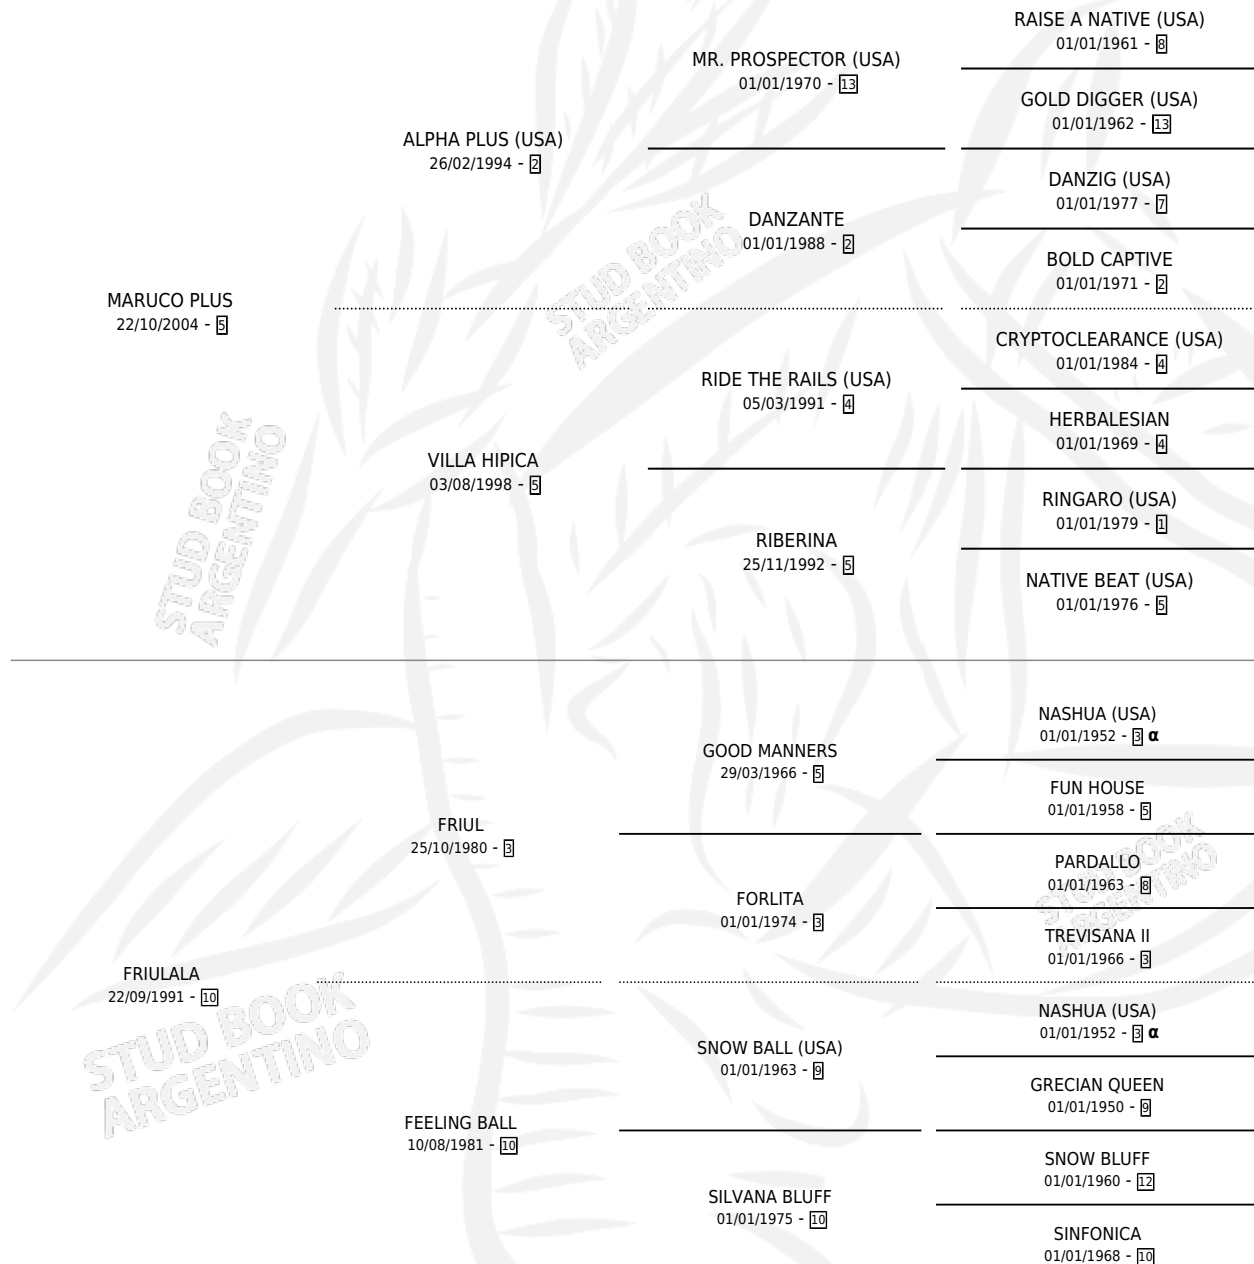 RAISE A NATIVE (USA)
01/01/1961 - 8
MR. PROSPECTOR (USA)
01/01/1970 - 13
GOLD DIGGER (USA)
01/01/1962 - 13
ALPHA PLUS (USA)
26/02/1994 - 2
DANZIG (USA)
01/01/1977 - 7
DANZANTE
01/01/1988 - 2
BOLD CAPTIVE
01/01/1971 - 2
MARUCO PLUS
22/10/2004 - 5
CRYPTOCLEARANCE (USA)
01/01/1984 - 4
RIDE THE RAILS (USA)
05/03/1991 - 4
HERBALESIAN
01/01/1969 - 4
VILLA HIPICA
03/08/1998 - 5
RINGARO (USA)
01/01/1979 - 1
RIBERINA
25/11/1992 - 5
NATIVE BEAT (USA)
01/01/1976 - 5
NASHUA (USA)
01/01/1952 - 3 α
GOOD MANNERS
29/03/1966 - 5
FUN HOUSE
01/01/1958 - 5
FRIUL
25/10/1980 - 3
PARDALLO
01/01/1963 - 8
FORLITA
01/01/1974 - 3
TREVISANA II
01/01/1966 - 3
FRIULALA
22/09/1991 - 10
NASHUA (USA)
01/01/1952 - 3 α
SNOW BALL (USA)
01/01/1963 - 9
GRECIAN QUEEN
01/01/1950 - 9
FEELING BALL
10/08/1981 - 10
SNOW BLUFF
01/01/1960 - 12
SILVANA BLUFF
01/01/1975 - 10
SINFONICA
01/01/1968 - 10
STUD BOOK
ARGENTINO
STUD BOOK
ARGENTINO
STUD BOOK
ARGENTINO
STUD BOOK
ARGENTINO